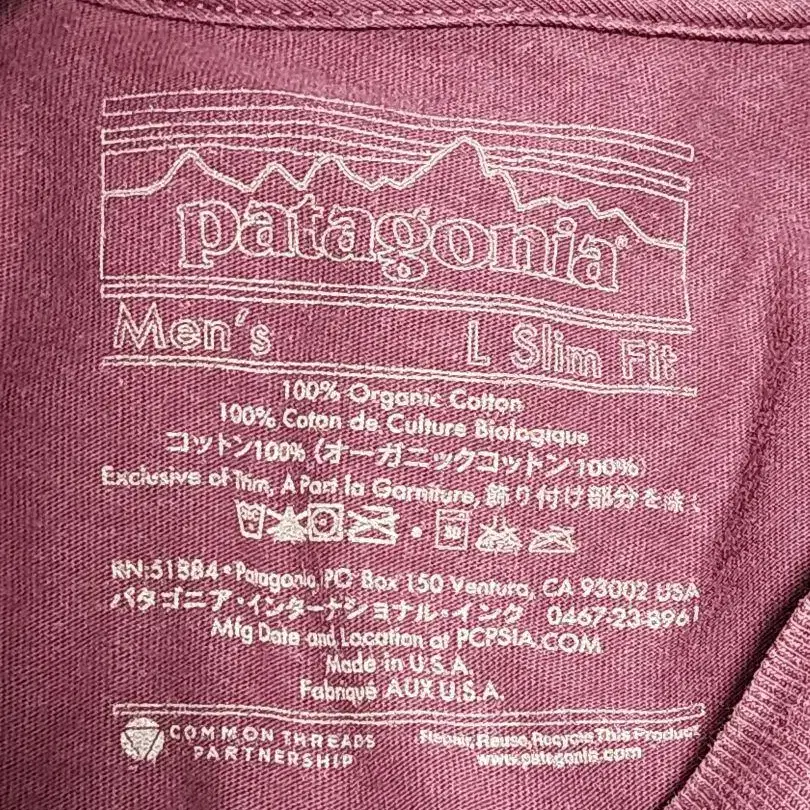 patagonia®
Men's L Slim Fit
100% Organic Cotton
100% Coton de Culture Biologique
コットン100% (オーガニックコットン100%)
Exclusive of Trim, A Part la Garniture, 飾り付け部分を除く
RN:51884 • Patagonia, PO Box 150 Ventura, CA 93002 USA
パタゴニア・インターナショナル・インク 0467-23-8961
Mfg Date and Location at PCPSIA.COM
Made in U.S.A.
Fabriqué AUX U.S.A.
COMMON THREADS
PARTNERSHIP
Repair, Reuse, Recycle This Product
www.patagonia.com